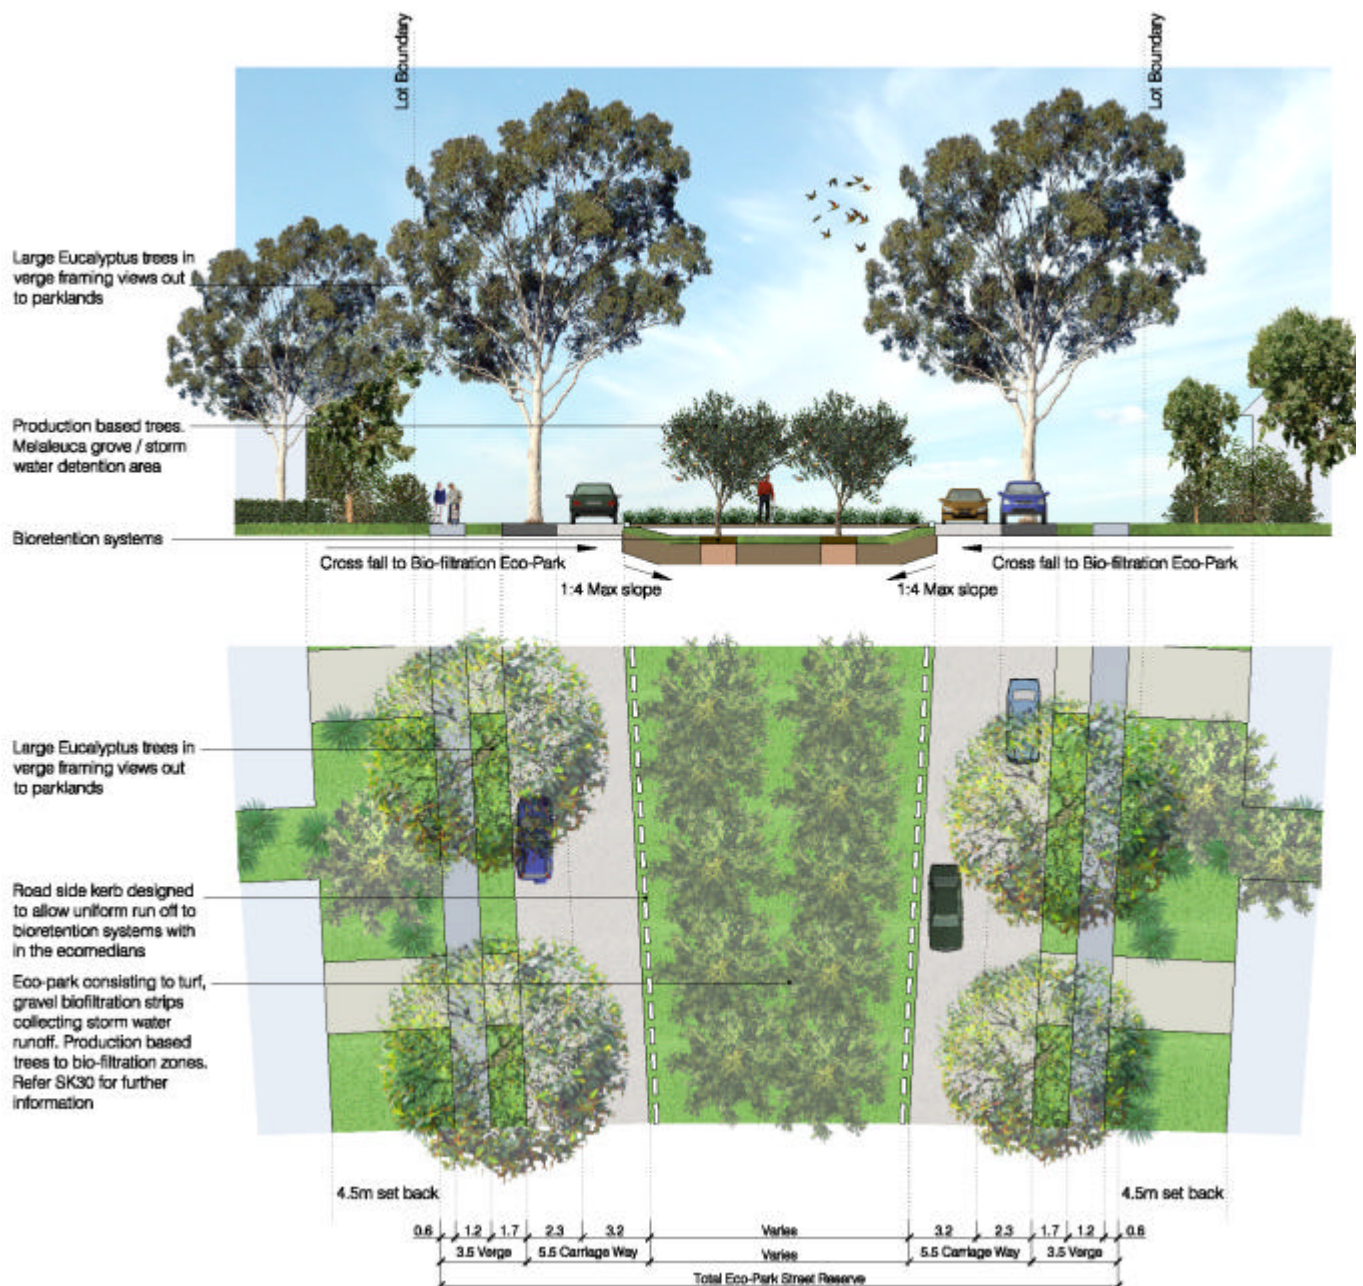 Lot Boundary
Lot Boundary
Large Eucalyptus trees in
verge framing views out
to parklands
Production based trees.
Melaleuca grove / storm
water detention area
Bioretention systems
Cross fall to Bio-filtration Eco-Park
Cross fall to Bio-filtration Eco-Park
1:4 Max slope
1:4 Max slope
Large Eucalyptus trees in
verge framing views out
to parklands
Road side kerb designed
to allow uniform run off to
bioretention systems with
in the ecomedians
Eco-park consisting to turf,
gravel biofiltration strips
collecting storm water
runoff. Production based
trees to bio-filtration zones.
Refer SK30 for further
information
4.5m set back
4.5m set back
0.6 1.2 1.7 2.3 3.2 Varies 3.2 2.3 1.7 1.2 0.6
3.5 Verge 5.5 Carriage Way Varies 5.5 Carriage Way 3.5 Verge
Total Eco-Park Street Reserve